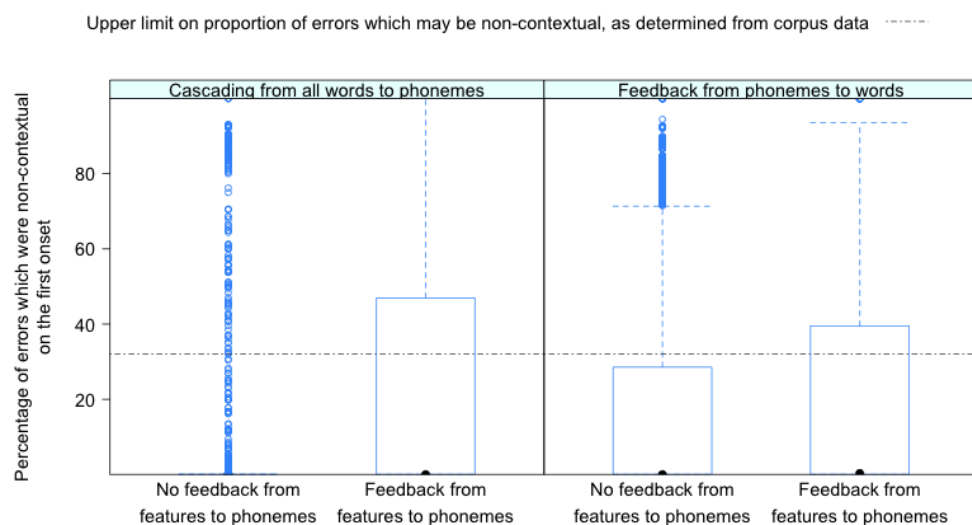 Upper limit on proportion of errors which may be non-contextual, as determined from corpus data
Cascading from all words to phonemes
Feedback from phonemes to words
Percentage of errors which were non-contextual
on the first onset
80
60
40
20
No feedback from
features to phonemes
Feedback from
features to phonemes
No feedback from
features to phonemes
Feedback from
features to phonemes